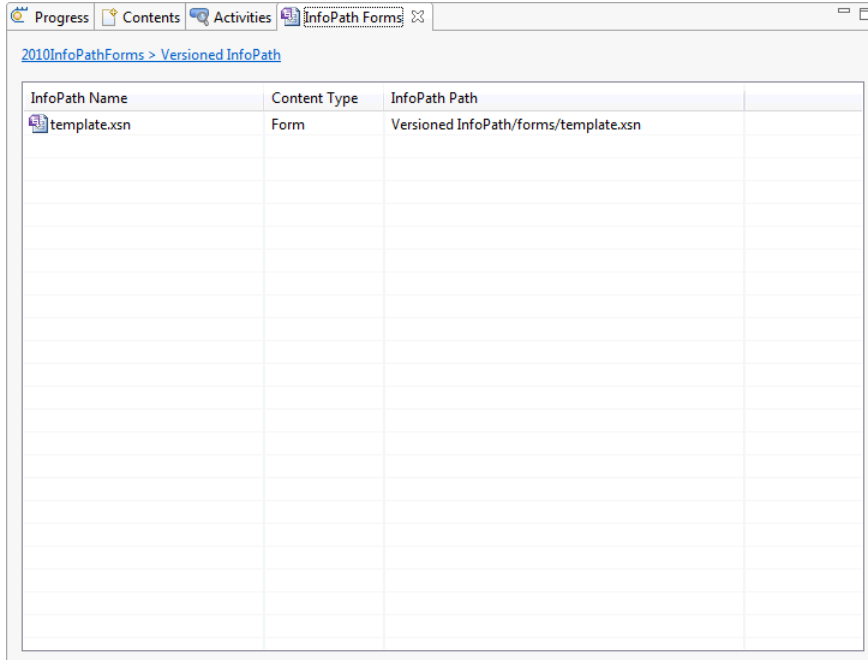 Progress Contents Activities InfoPath Forms
2010InfoPathForms > Versioned InfoPath
InfoPath Name Content Type InfoPath Path
template.xsn Form Versioned InfoPath/forms/template.xsn